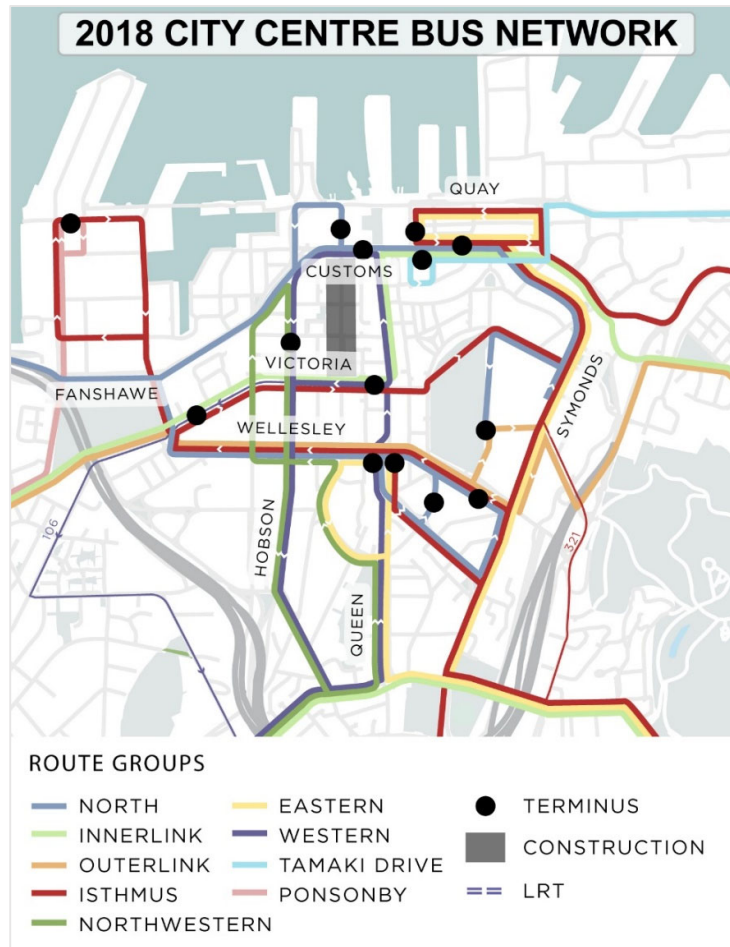 2018 CITY CENTRE BUS NETWORK
QUAY
CUSTOMS
VICTORIA
FANSHAWE
WELLESLEY
SYMONDS
HOBSON
QUEEN
106
321
ROUTE GROUPS
NORTH
INNERLINK
OUTERLINK
ISTHMUS
NORTHWESTERN
EASTERN
WESTERN
TAMAKI DRIVE
PONSONBY
TERMINUS
CONSTRUCTION
LRT